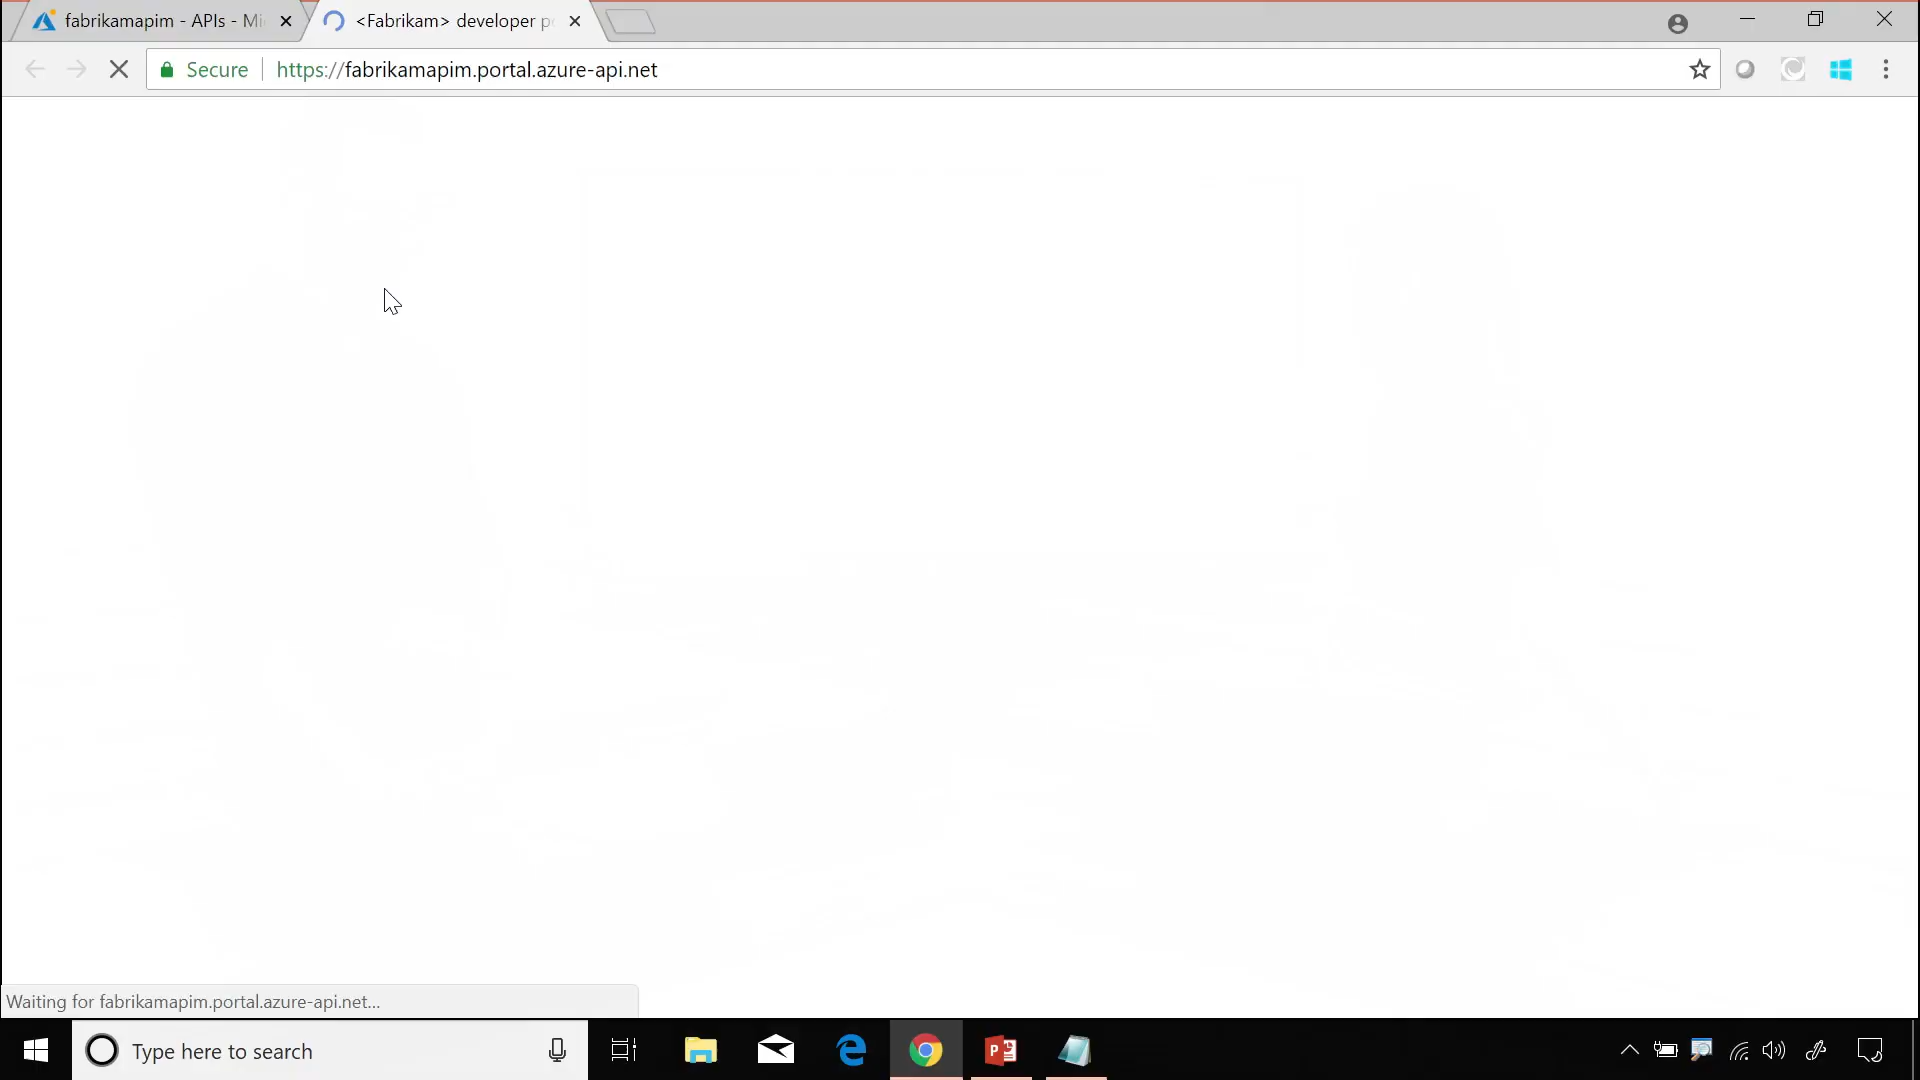 fabrikamapim - APIs - Mi
<Fabrikam> developer p
Secure
https://fabrikamapim.portal.azure-api.net
Waiting for fabrikamapim.portal.azure-api.net...
Type here to search